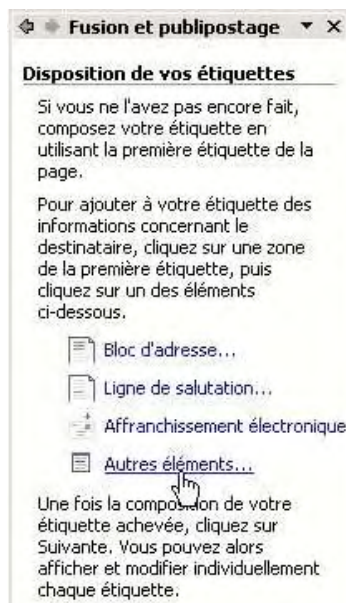 Fusion et publipostage
Disposition de vos étiquettes
Si vous ne l'avez pas encore fait,
composez votre étiquette en
utilisant la première étiquette de la
page.
Pour ajouter à votre étiquette des
informations concernant le
destinataire, cliquez sur une zone
de la première étiquette, puis
cliquez sur un des éléments
ci-dessous.
Bloc d'adresse...
Ligne de salutation...
Affranchissement électronique
Autres éléments...
Une fois la composition de votre
étiquette achevée, cliquez sur
Suivante. Vous pouvez alors
afficher et modifier individuellement
chaque étiquette.